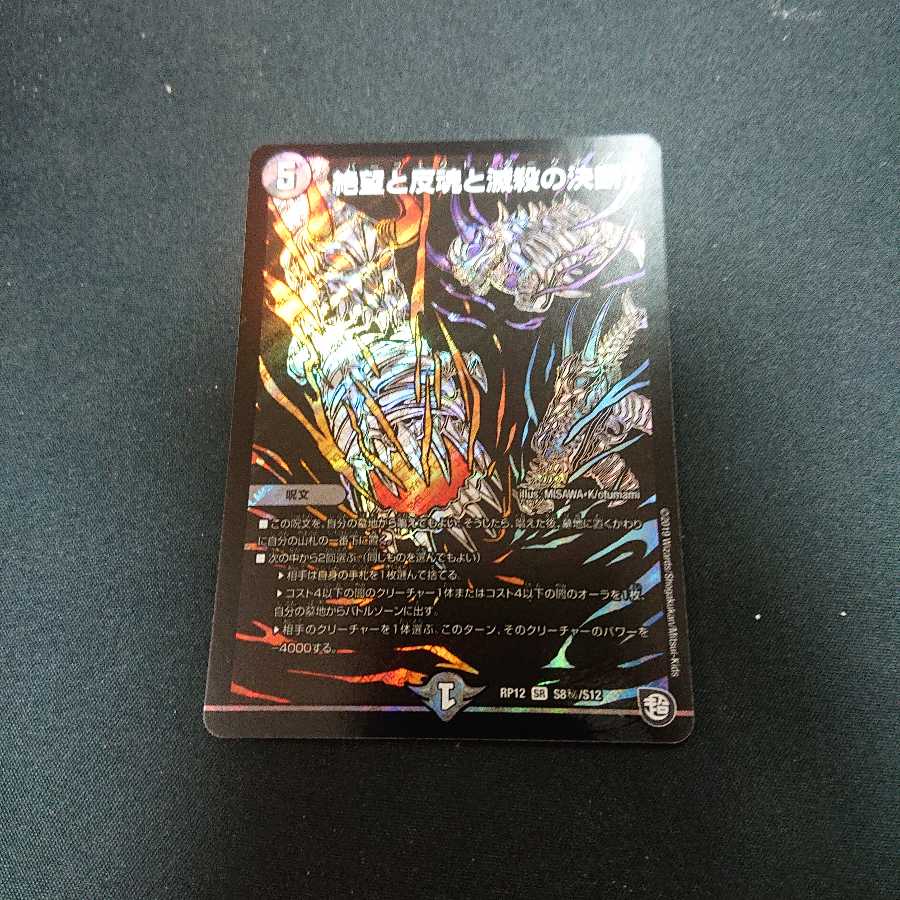 5
絶望と反魂と滅殺の決断
呪文
illus. MISAWA•K/otumami
■この呪文を、自分の墓地から唱えてもよい。そうしたら、唱えた後、墓地に置くかわり
に自分の山札の一番下に置く。
■次の中から2回選ぶ。(同じものを選んでもよい)
▶相手は自身の手札を1枚選んで捨てる。
▶コスト4以下の闇のクリーチャー1体またはコスト4以下の闇のオーラを1枚、
自分の墓地からバトルゾーンに出す。
▶相手のクリーチャーを1体選ぶ。このターン、そのクリーチャーのパワーを
-4000する。
©2019 Wizards/Shogakukan/Mitsui-Kids
1
RP12 SR S8 /S12
超